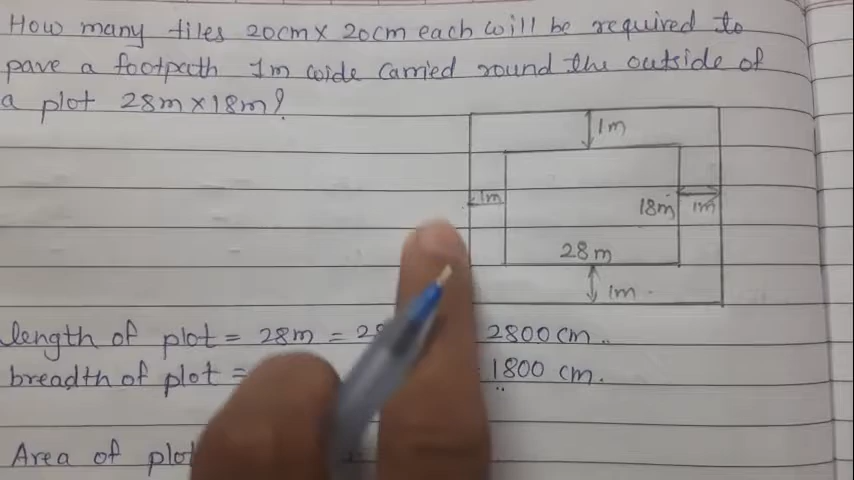 How many tiles 20cm x 20cm each will be required to
pave a footpath 1m wide carried round the outside of
a plot 28m x 18m?
1m
1m
18m
1m
28m
1m
length of plot = 28m = 2800 cm.
breadth of plot = 1800 cm.
Area of plot